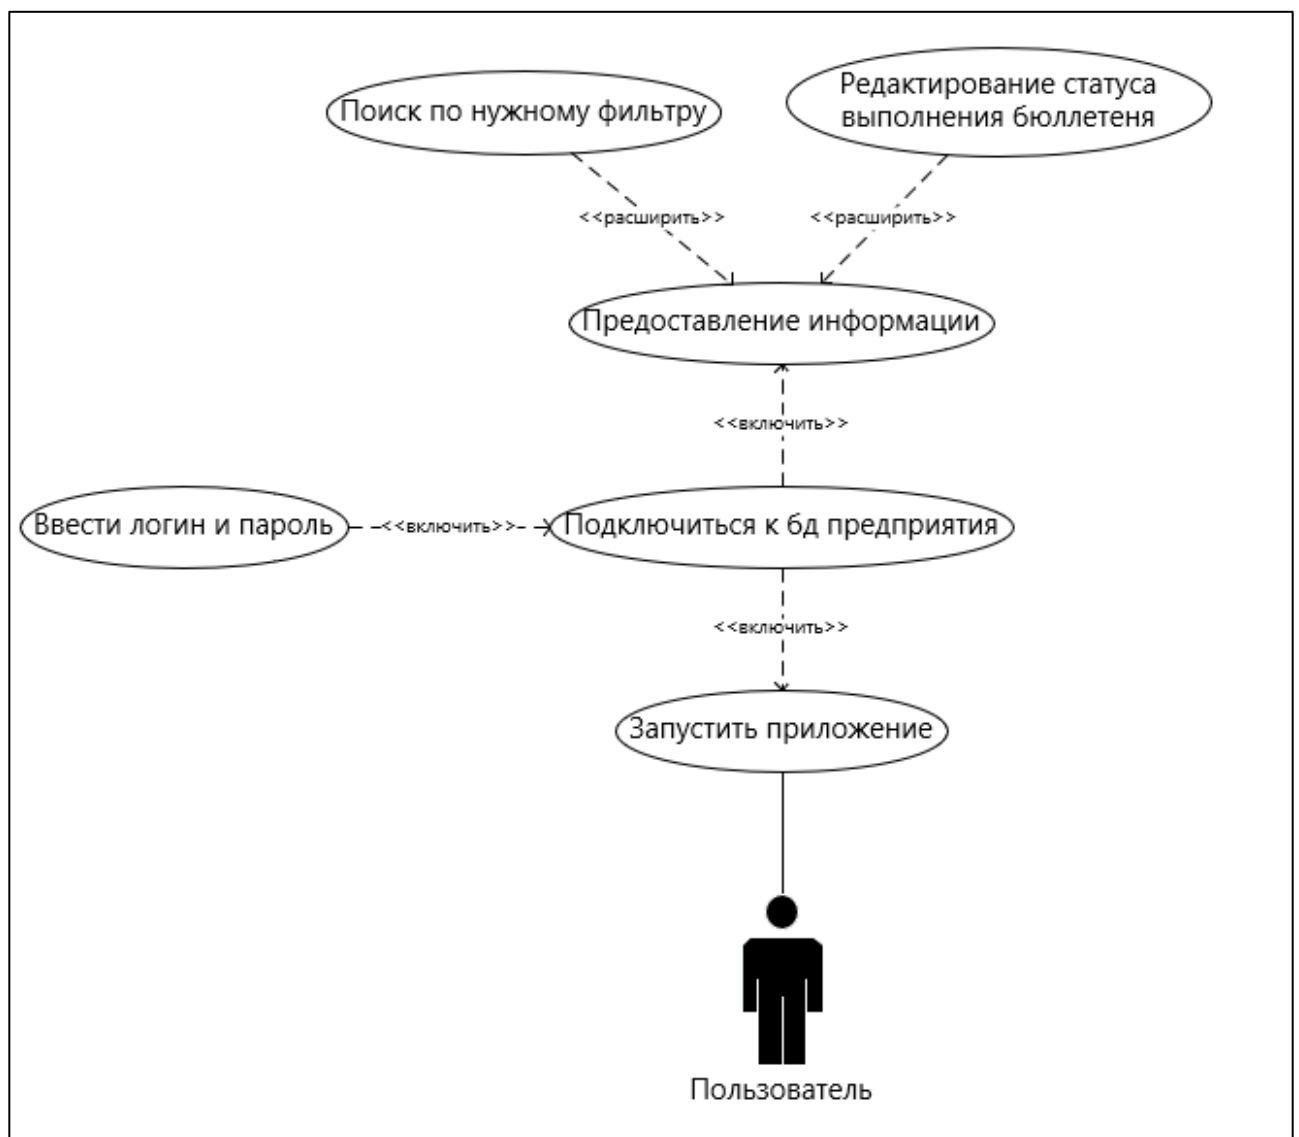 Поиск по нужному фильтру
Редактирование статуса
выполнения бюллетеня
<<расширить>>
<<расширить>>
Предоставление информации
<<включить>>
Ввести логин и пароль
<<включить>>
Подключиться к бд предприятия
<<включить>>
Запустить приложение
Пользователь